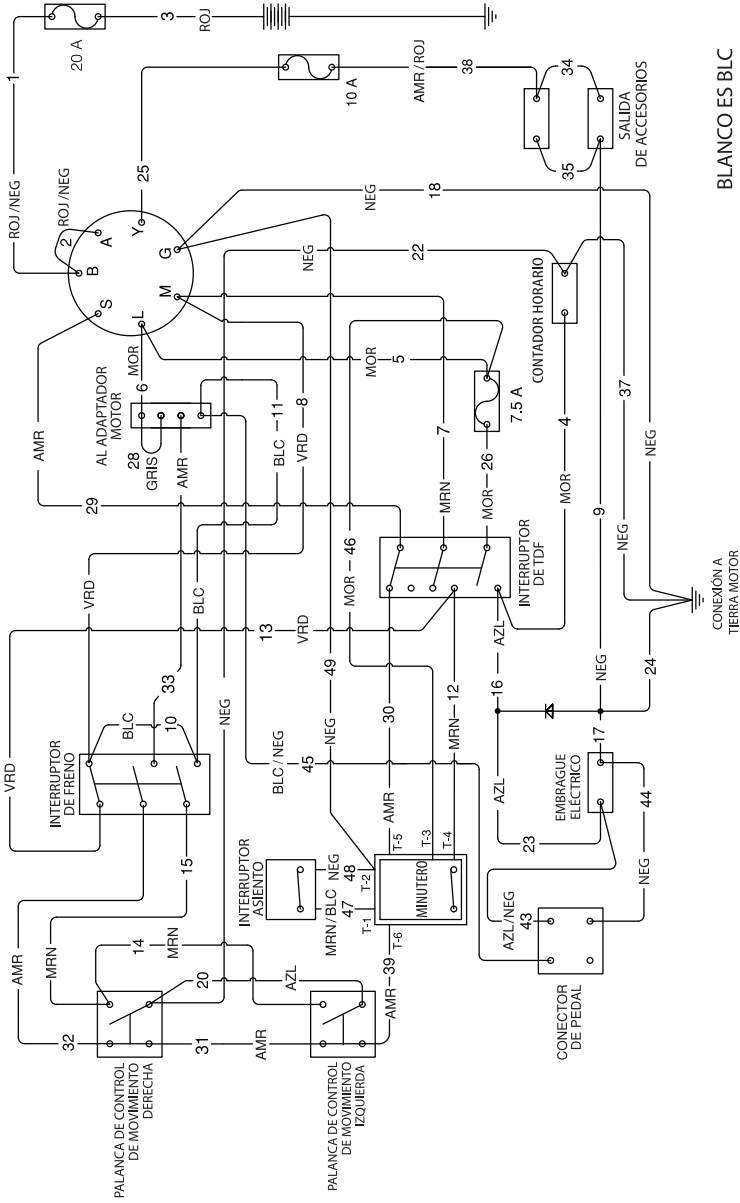 1
ROJ /NEG
20 A
3
ROJ
ROJ /NEG
2
A
B
S
Y
L
G
M
25
10 A
AMR / ROJ
38
34
35
SALIDA
DE ACCESORIOS
BLANCO ES BLC
NEG
18
NEG
22
CONTADOR HORARIO
MOR
6
AL ADAPTADOR
MOTOR
28
GRIS
AMR
BLC
11
VRD
8
MOR
5
7.5 A
MRN
7
MOR
26
MOR
4
37
NEG
NEG
9
AMR
29
MOR
46
INTERRUPTOR
DE TDF
VRD
BLC
13
VRD
33
BLC
10
INTERRUPTOR
DE FRENO
VRD
15
NEG
49
NEG
30
AMR
12
MRN
AZL
16
AZL
23
NEG
17
24
CONEXIÓN A
TIERRA MOTOR
BLC / NEG
45
EMBRAGUE
ELÉCTRICO
44
NEG
INTERRUPTOR
ASIENTO
NEG
48
MRN/ BLC
47
T-1
T-2
T-5
T-3
T-4
T-6
MINUTERO
AZL/NEG
43
CONECTOR
DE PEDAL
AMR
39
AMR
32
MRN
14
MRN
20
AZL
31
AMR
PALANCA DE CONTROL
DE MOVIMIENTO
DERECHA
PALANCA DE CONTROL
DE MOVIMIENTO
IZQUIERDA